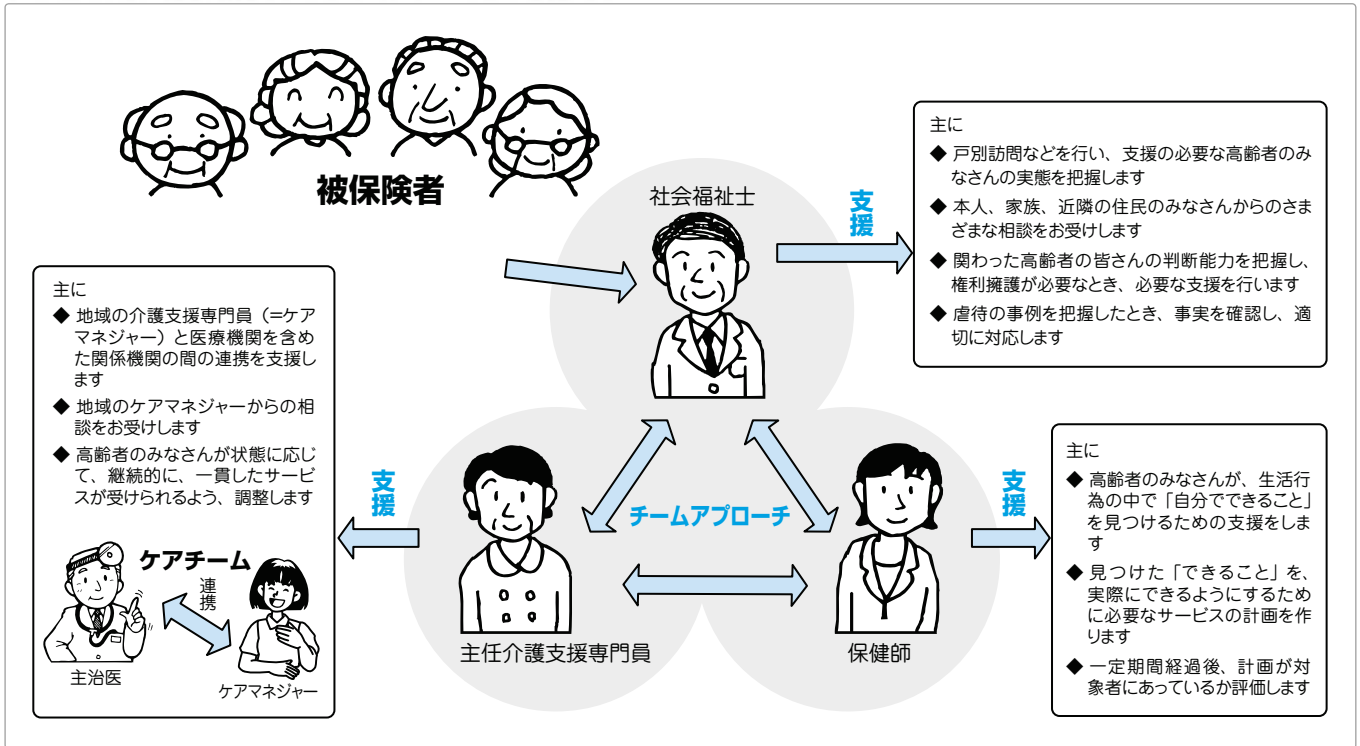 被保険者
社会福祉士
支援
主に
◆ 戸別訪問などを行い、支援の必要な高齢者のみ
なさんの実態を把握します
◆ 本人、家族、近隣の住民のみなさんからのさま
ざまな相談をお受けします
◆ 関わった高齢者の皆さんの判断能力を把握し、
権利擁護が必要なとき、必要な支援を行います
◆ 虐待の事例を把握したとき、事実を確認し、適
切に対応します
主に
◆ 地域の介護支援専門員（=ケア
マネジャー）と医療機関を含め
た関係機関の間の連携を支援し
ます
◆ 地域のケアマネジャーからの相
談をお受けします
◆ 高齢者のみなさんが状態に応じ
て、継続的に、一貫したサービ
スが受けられるよう、調整します
ケアチーム
連携
主治医
ケアマネジャー
支援
チームアプローチ
主任介護支援専門員
保健師
支援
主に
◆ 高齢者のみなさんが、生活行
為の中で「自分でできること」
を見つけるための支援をしま
す
◆ 見つけた「できること」を、
実際にできるようにするため
に必要なサービスの計画を作
ります
◆ 一定期間経過後、計画が対
象者にあっているか評価します